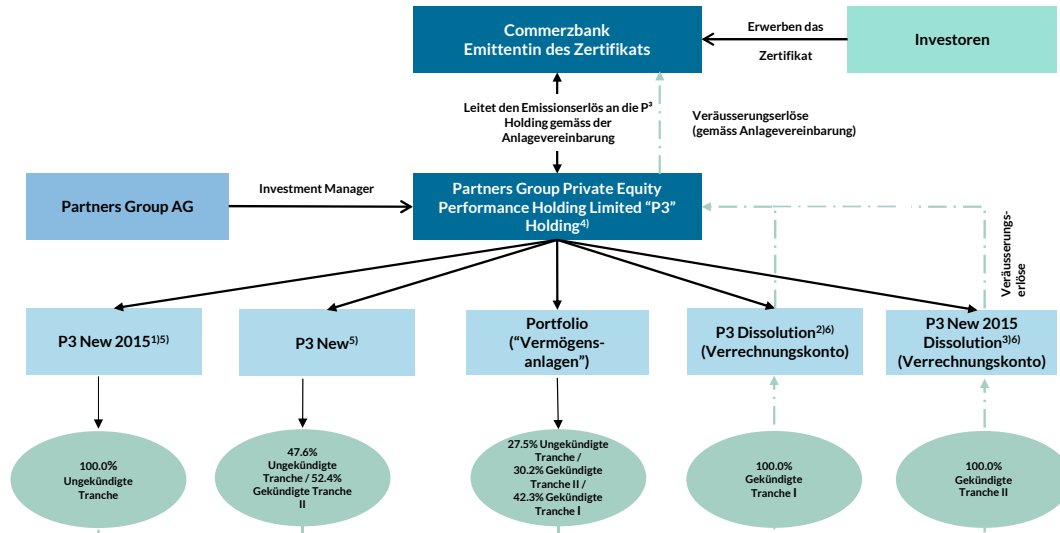 Commerzbank
Emittentin des Zertifikats
Erwerben das
Zertifikat
Investoren
Leitet den Emissionserlös an die P³
Holding gemäss der
Anlagevereinbarung
Veräusserungserlöse
(gemäss Anlagevereinbarung)
Partners Group AG
Investment Manager
Partners Group Private Equity
Performance Holding Limited “P3”
Holding⁴⁾
Veräusserungs-
erlöse
P3 New 2015¹⁾⁵⁾
P3 New⁵⁾
Portfolio
(“Vermögens-
anlagen”)
P3 Dissolution²⁾⁶⁾
(Verrechnungskonto)
P3 New 2015
Dissolution³⁾⁶⁾
(Verrechnungskonto)
100.0%
Ungekündigte
Tranche
47.6%
Ungekündigte
Tranche / 52.4%
Gekündigte Tranche
II
27.5% Ungekündigte
Tranche /
30.2% Gekündigte
Tranche II /
42.3% Gekündigte
Tranche I
100.0%
Gekündigte
Tranche I
100.0%
Gekündigte
Tranche II